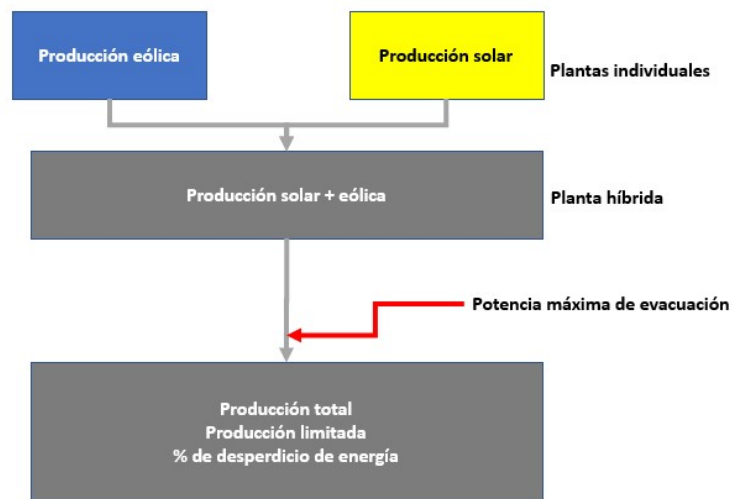 Producción eólica
Producción solar
Plantas individuales
Producción solar + eólica
Planta híbrida
Potencia máxima de evacuación
Producción total
Producción limitada
% de desperdicio de energía